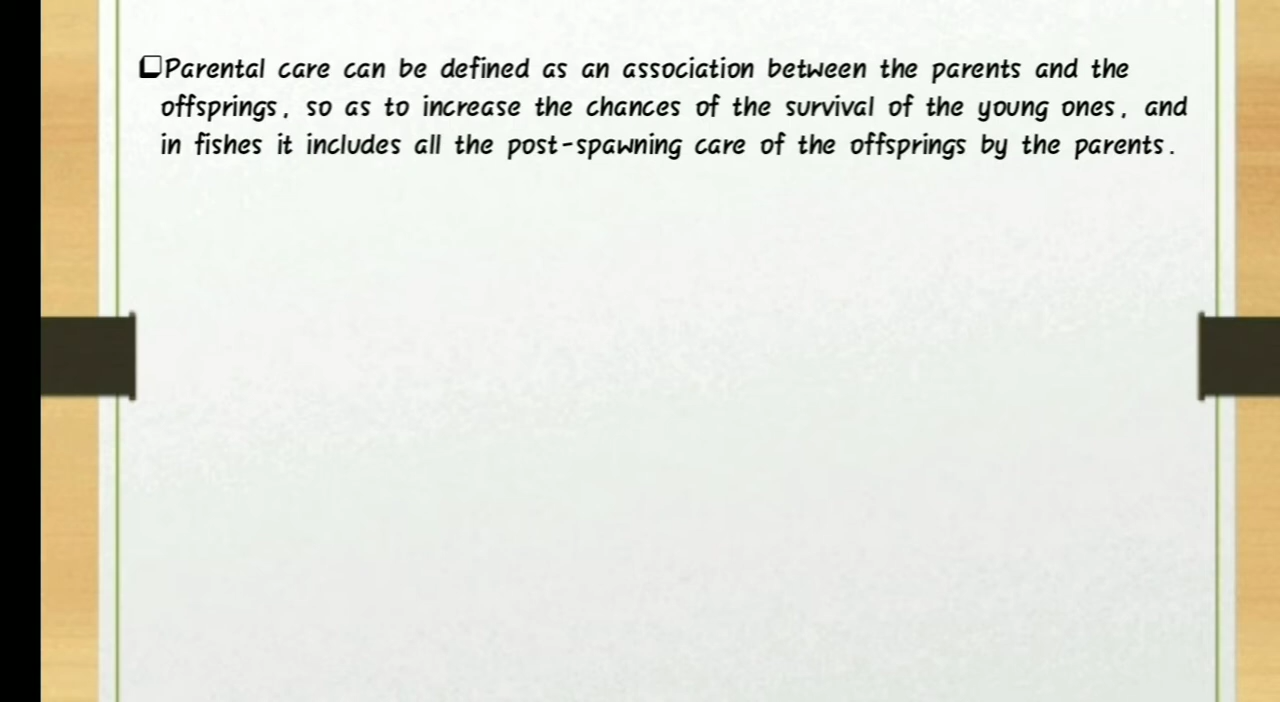 ❑Parental care can be defined as an association between the parents and the
offsprings, so as to increase the chances of the survival of the young ones, and
in fishes it includes all the post-spawning care of the offsprings by the parents.